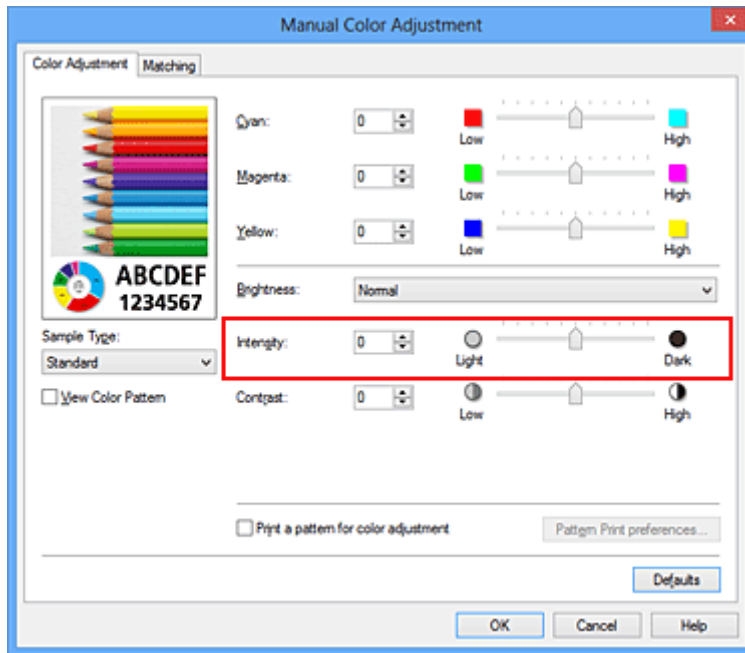 Manual Color Adjustment
Color Adjustment Matching
Cyan: 0 Low High
Magenta: 0 Low High
Yellow: 0 Low High
ABCDEF
1234567
Brightness: Normal
Sample Type:
Standard
Intensity: 0 Light Dark
View Color Pattern
Contrast: 0 Low High
Print a pattern for color adjustment Pattern Print preferences...
Defaults
OK Cancel Help